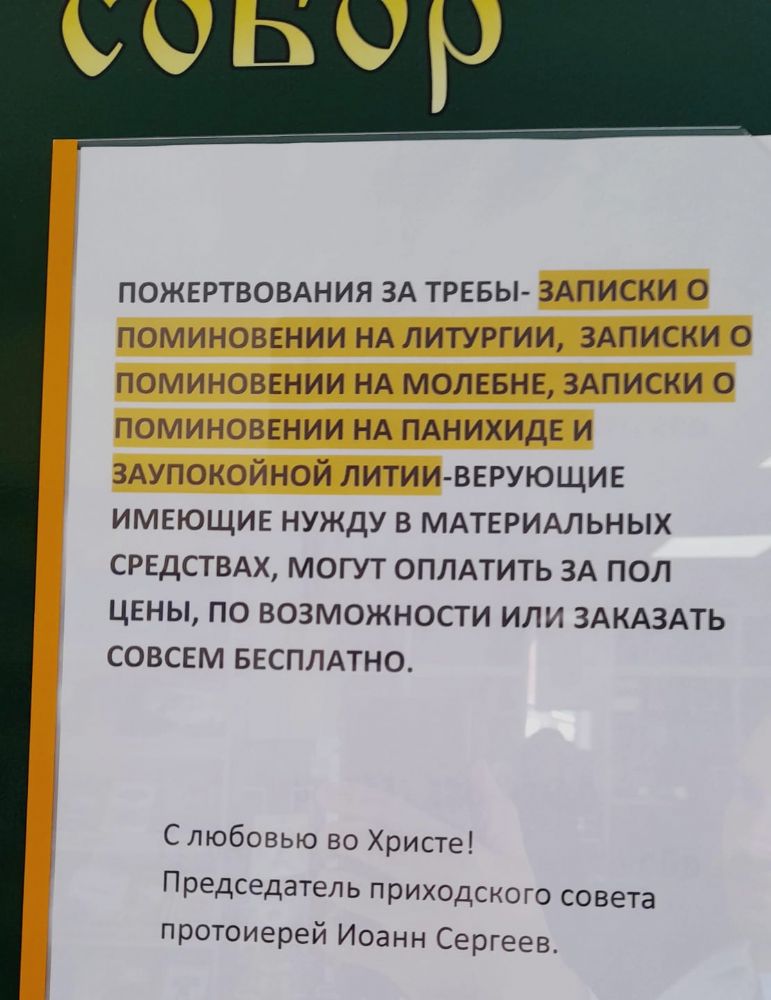 собор
ПОЖЕРТВОВАНИЯ ЗА ТРЕБЫ- ЗАПИСКИ О
ПОМИНОВЕНИИ НА ЛИТУРГИИ, ЗАПИСКИ О
ПОМИНОВЕНИИ НА МОЛЕБНЕ, ЗАПИСКИ О
ПОМИНОВЕНИИ НА ПАНИХИДЕ И
ЗАУПОКОЙНОЙ ЛИТИИ-ВЕРУЮЩИЕ
ИМЕЮЩИЕ НУЖДУ В МАТЕРИАЛЬНЫХ
СРЕДСТВАХ, МОГУТ ОПЛАТИТЬ ЗА ПОЛ
ЦЕНЫ, ПО ВОЗМОЖНОСТИ ИЛИ ЗАКАЗАТЬ
СОВСЕМ БЕСПЛАТНО.
С любовью во Христе!
Председатель приходского совета
протоиерей Иоанн Сергеев.